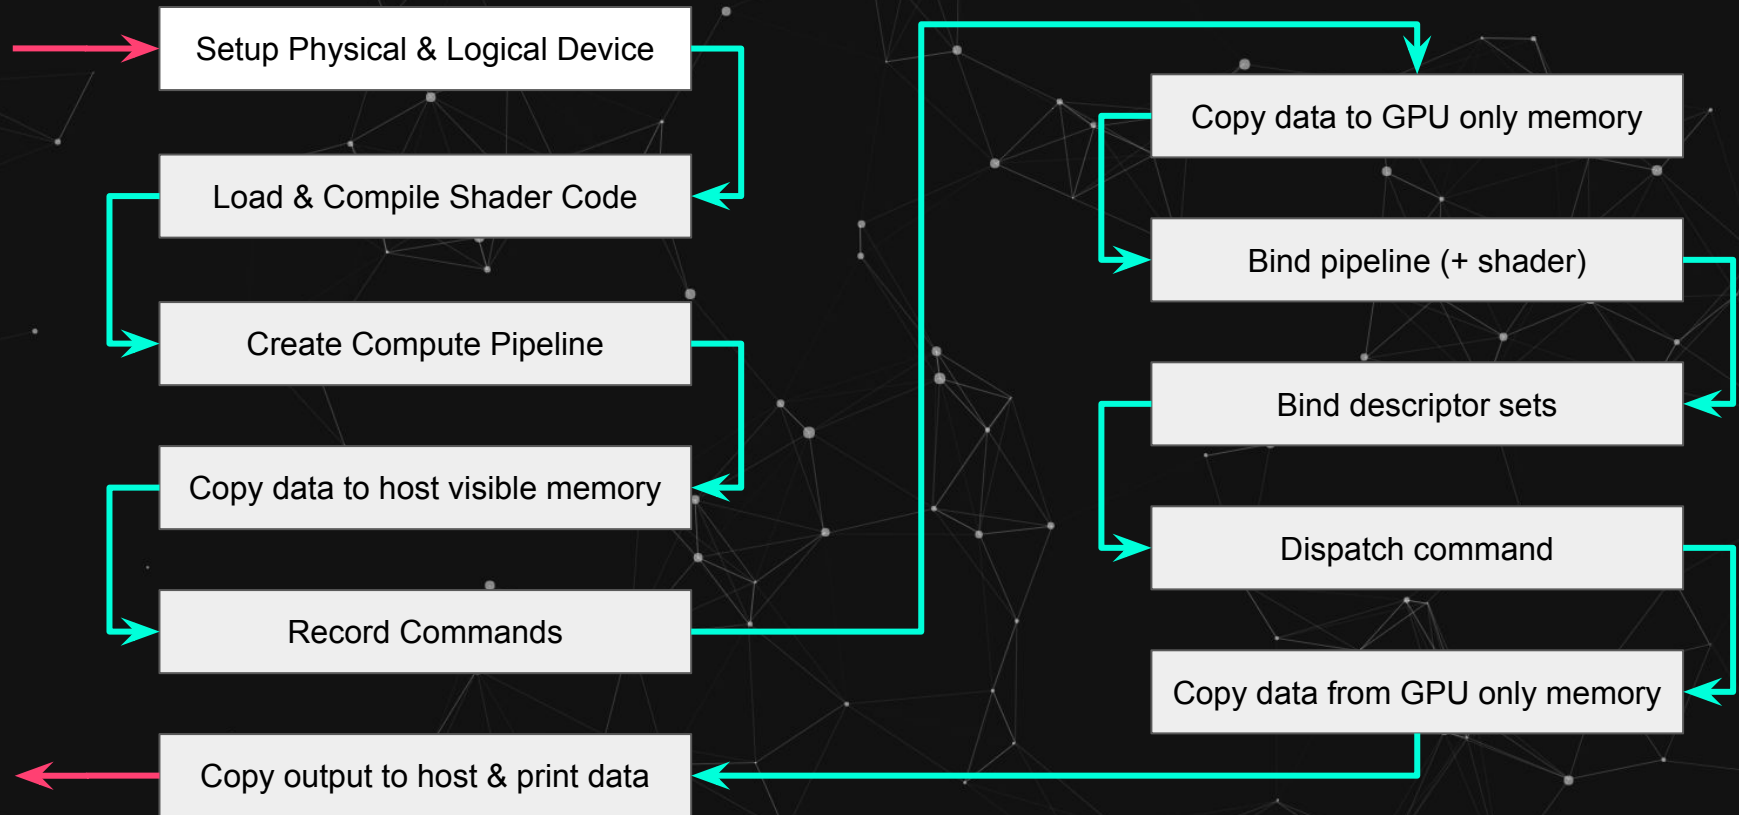 Setup Physical & Logical Device
Load & Compile Shader Code
Create Compute Pipeline
Copy data to host visible memory
Record Commands
Copy data to GPU only memory
Bind pipeline (+ shader)
Bind descriptor sets
Dispatch command
Copy data from GPU only memory
Copy output to host & print data